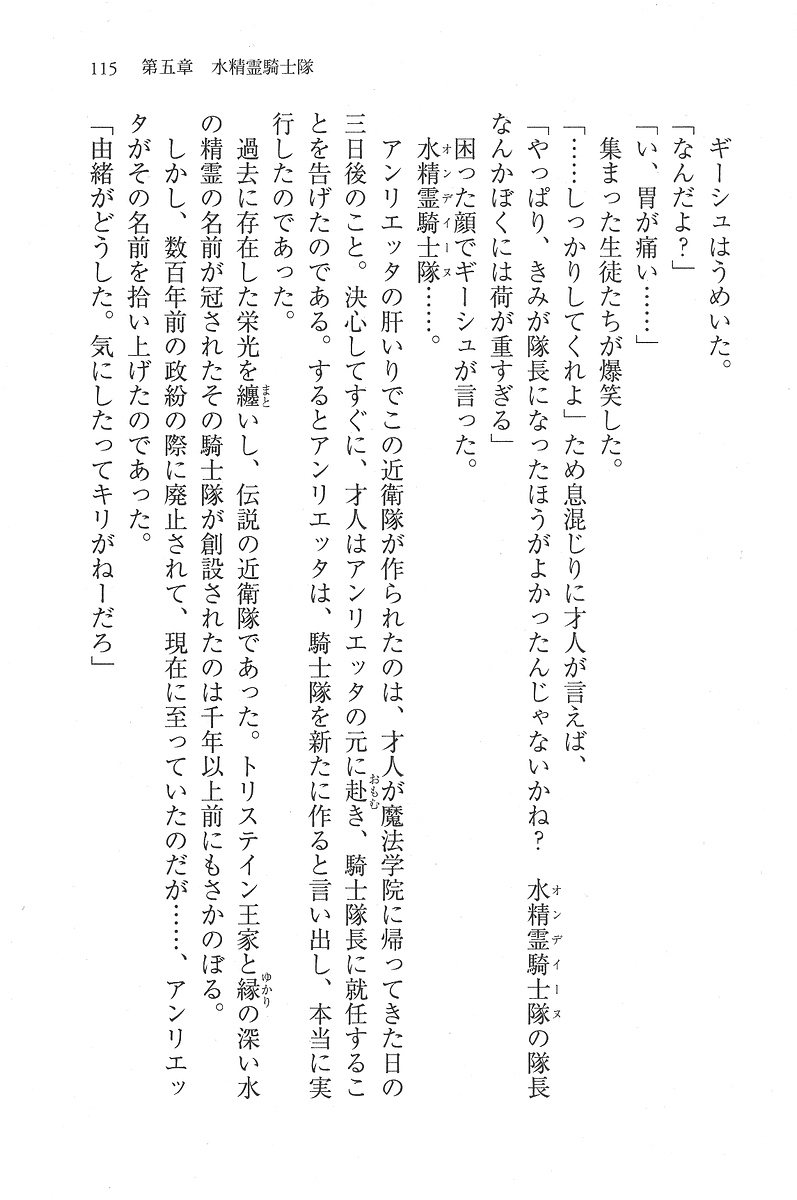 115　第五章　水精霊騎士隊
　ギーシュはうめいた。
「なんだよ？」
「い、胃が痛い……」
　集まった生徒たちが爆笑した。
「……しっかりしてくれよ」ため息混じりに才人が言えば、
「やっぱり、きみが隊長になったほうがよかったんじゃないかね？　水精霊騎士隊の隊長
オンディーヌ
なんかぼくには荷が重すぎる」
　困った顔でギーシュが言った。
　水精霊騎士隊……。
オンディーヌ
　アンリエッタの肝いりでこの近衛隊が作られたのは、才人が魔法学院に帰ってきた日の
三日後のこと。決心してすぐに、才人はアンリエッタの元に赴き、騎士隊長に就任するこ
おもむ
とを告げたのである。するとアンリエッタは、騎士隊を新たに作ると言い出し、本当に実
行したのであった。
　過去に存在した栄光を纏いし、伝説の近衛隊であった。トリステイン王家と縁の深い水
まと
ゆかり
の精霊の名前が冠されたその騎士隊が創設されたのは千年以上前にもさかのぼる。
　しかし、数百年前の政紛の際に廃止されて、現在に至っていたのだが……、アンリエッ
タがその名前を拾い上げたのであった。
「由緒がどうした。気にしたってキリがねーだろ」